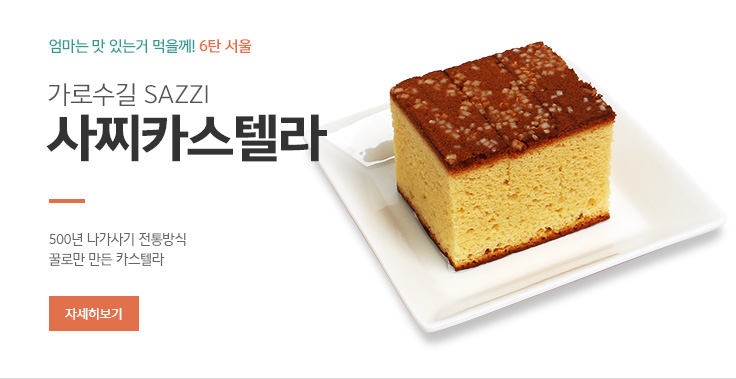 엄마는 맛 있는거 먹을께! 6탄 서울
가로수길 SAZZI
사찌카스텔라
500년 나가사기 전통방식
꿀로만 만든 카스텔라
자세히보기